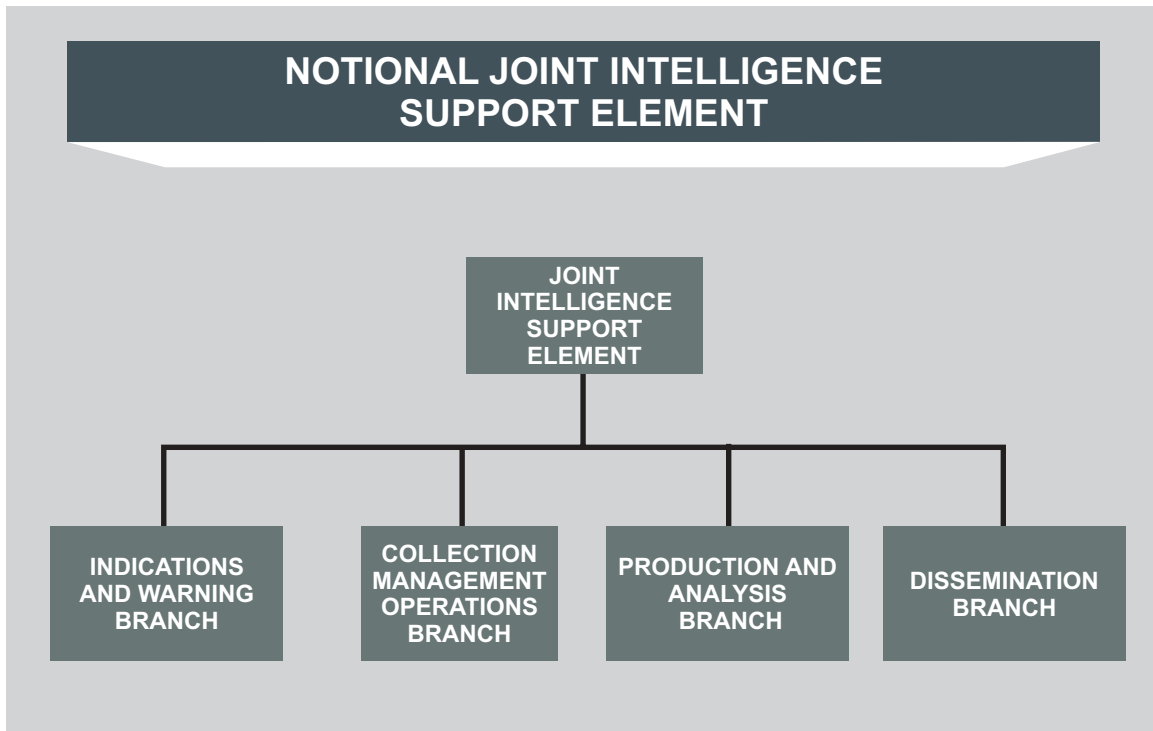 NOTIONAL JOINT INTELLIGENCE
SUPPORT ELEMENT
JOINT
INTELLIGENCE
SUPPORT
ELEMENT
INDICATIONS
AND WARNING
BRANCH
COLLECTION
MANAGEMENT
OPERATIONS
BRANCH
PRODUCTION AND
ANALYSIS
BRANCH
DISSEMINATION
BRANCH